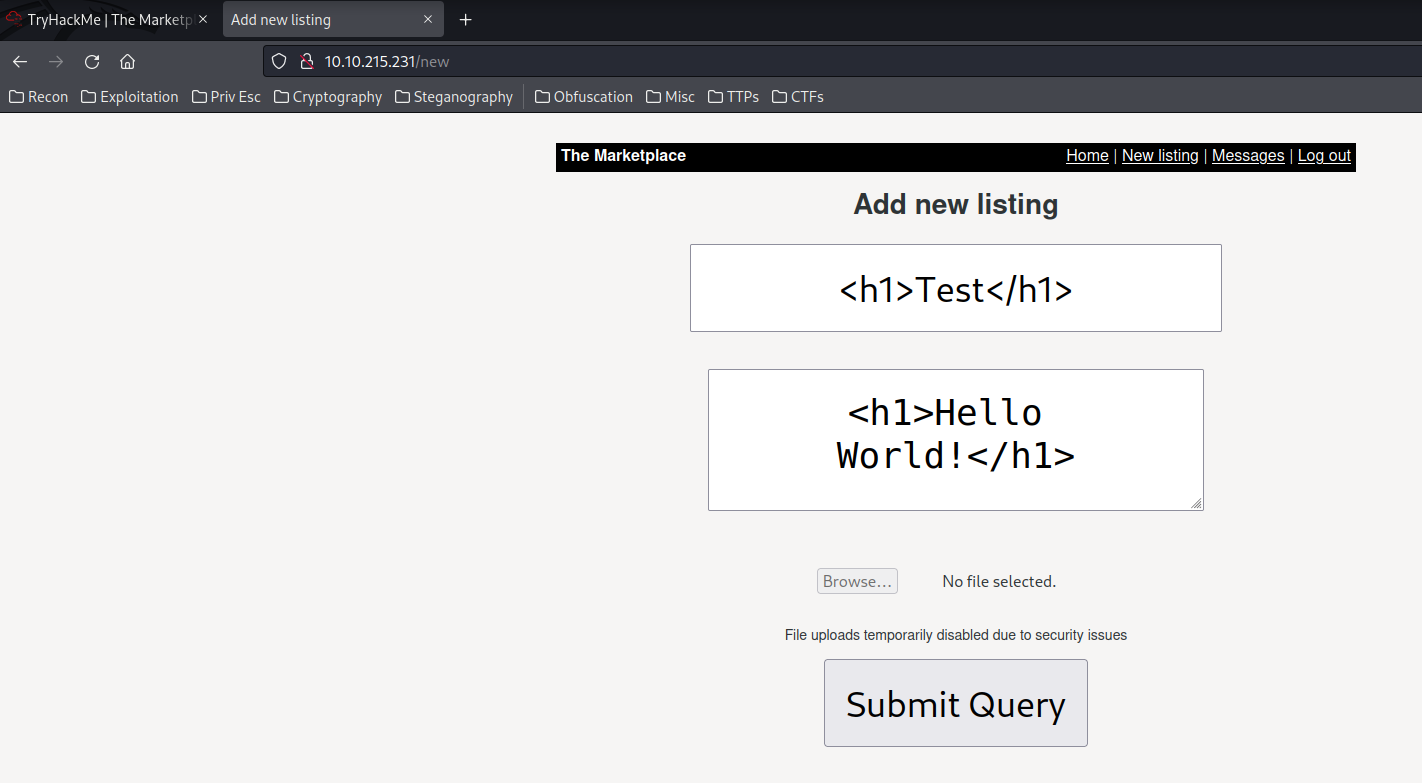 TryHackMe | The Marketpl
Add new listing
10.10.215.231/new
Recon Exploitation Priv Esc Cryptography Steganography Obfuscation Misc TTPs CTFs
The Marketplace Home | New listing | Messages | Log out
Add new listing
<h1>Test</h1>
<h1>Hello
World!</h1>
Browse... No file selected.
File uploads temporarily disabled due to security issues
Submit Query